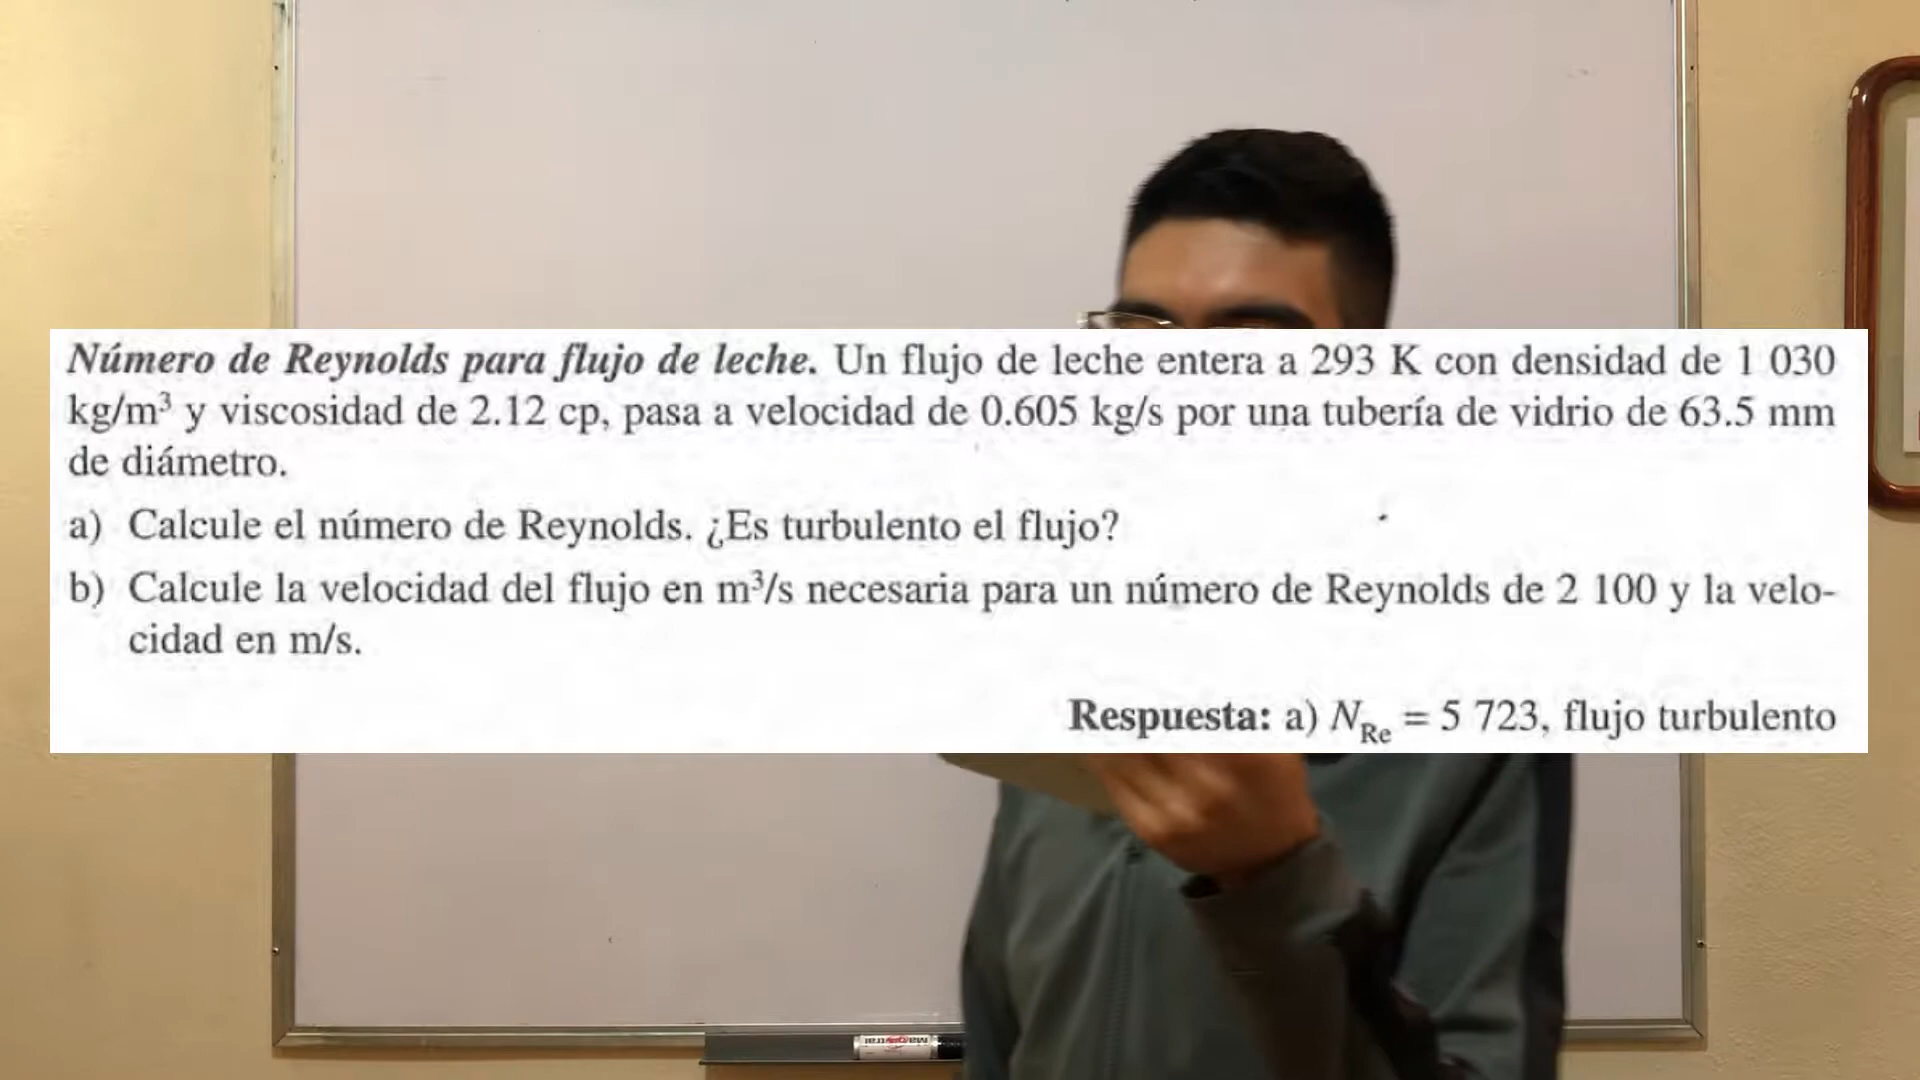 Número de Reynolds para flujo de leche. Un flujo de leche entera a 293 K con densidad de 1 030
kg/m³ y viscosidad de 2.12 cp, pasa a velocidad de 0.605 kg/s por una tubería de vidrio de 63.5 mm
de diámetro.
a) Calcule el número de Reynolds. ¿Es turbulento el flujo?
b) Calcule la velocidad del flujo en m³/s necesaria para un número de Reynolds de 2 100 y la velo-
cidad en m/s.
Respuesta: a) N_Re = 5 723, flujo turbulento